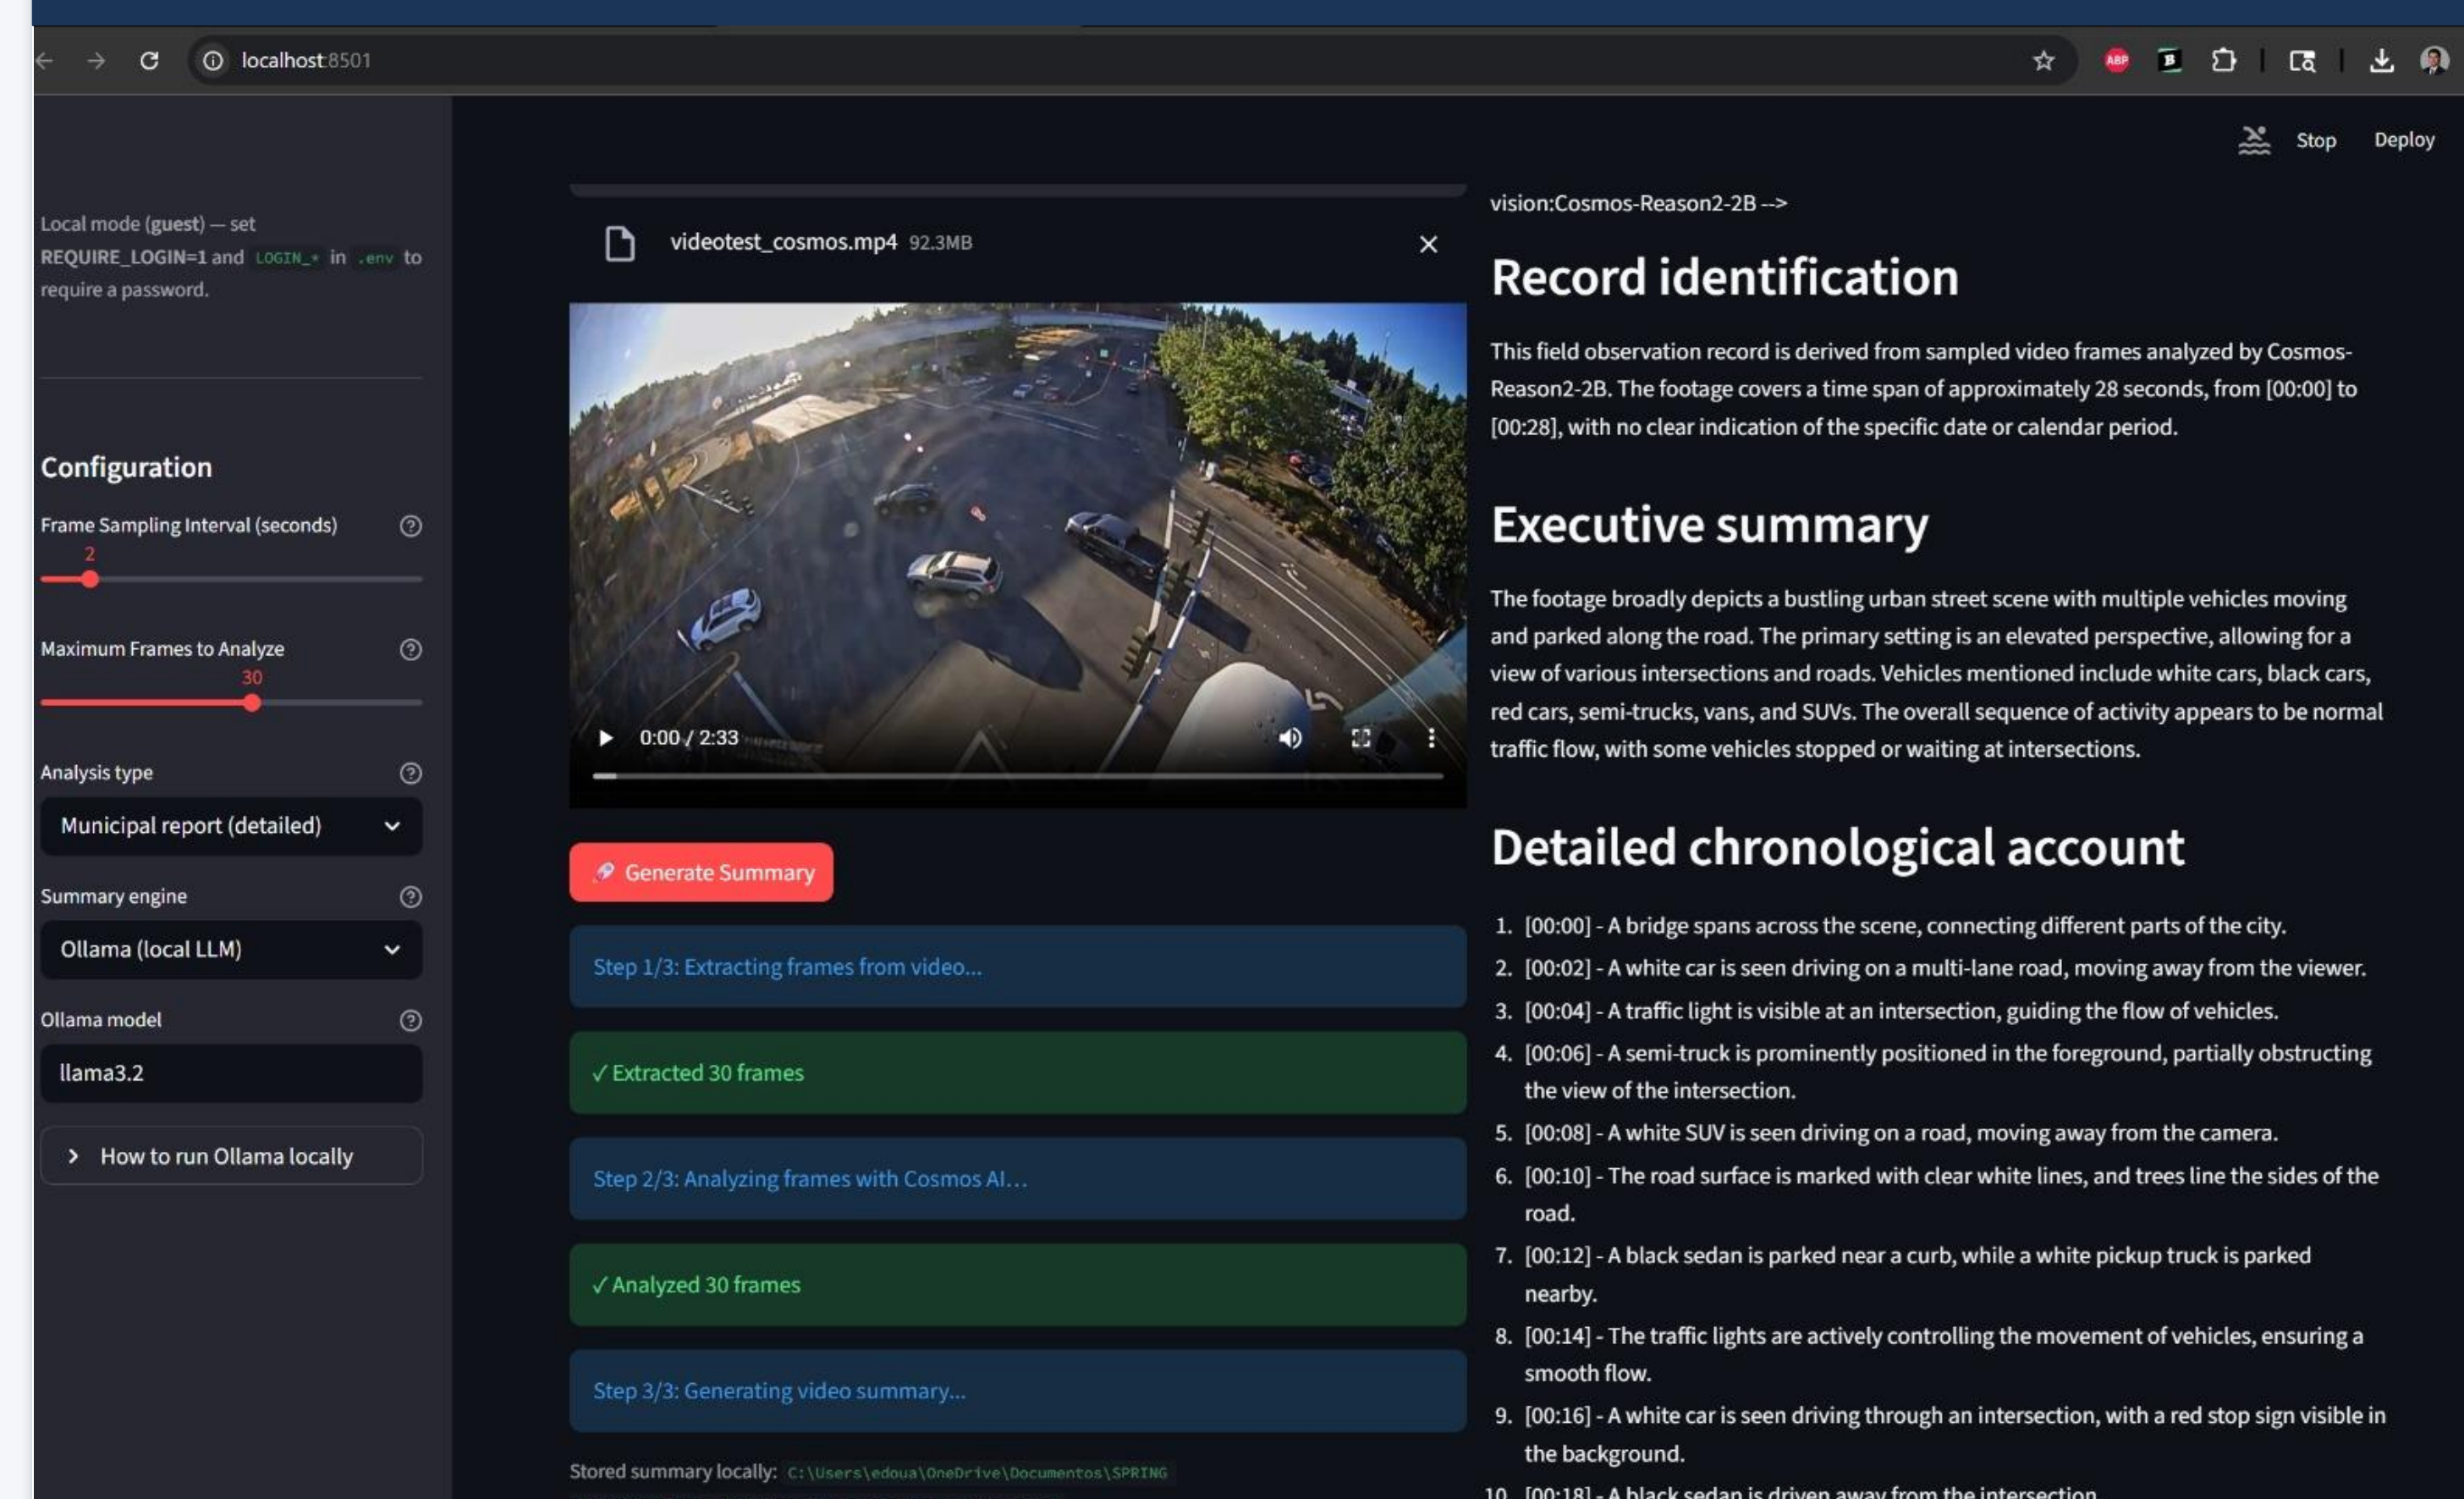 localhost:8501
ABP
B
Stop
Deploy
Local mode (guest) — set
REQUIRE_LOGIN=1 and LOGIN_* in .env to
require a password.
Configuration
Frame Sampling Interval (seconds)
2
Maximum Frames to Analyze
30
Analysis type
Municipal report (detailed)
Summary engine
Ollama (local LLM)
Ollama model
llama3.2
How to run Ollama locally
videotest_cosmos.mp4 92.3MB
0:00 / 2:33
Generate Summary
Step 1/3: Extracting frames from video...
✓ Extracted 30 frames
Step 2/3: Analyzing frames with Cosmos AI...
✓ Analyzed 30 frames
Step 3/3: Generating video summary...
Stored summary locally: C:\Users\edoua\OneDrive\Documentos\SPRING
vision:Cosmos-Reason2-2B -->
Record identification
This field observation record is derived from sampled video frames analyzed by Cosmos-
Reason2-2B. The footage covers a time span of approximately 28 seconds, from [00:00] to
[00:28], with no clear indication of the specific date or calendar period.
Executive summary
The footage broadly depicts a bustling urban street scene with multiple vehicles moving
and parked along the road. The primary setting is an elevated perspective, allowing for a
view of various intersections and roads. Vehicles mentioned include white cars, black cars,
red cars, semi-trucks, vans, and SUVs. The overall sequence of activity appears to be normal
traffic flow, with some vehicles stopped or waiting at intersections.
Detailed chronological account
1. [00:00] - A bridge spans across the scene, connecting different parts of the city.
2. [00:02] - A white car is seen driving on a multi-lane road, moving away from the viewer.
3. [00:04] - A traffic light is visible at an intersection, guiding the flow of vehicles.
4. [00:06] - A semi-truck is prominently positioned in the foreground, partially obstructing
the view of the intersection.
5. [00:08] - A white SUV is seen driving on a road, moving away from the camera.
6. [00:10] - The road surface is marked with clear white lines, and trees line the sides of the
road.
7. [00:12] - A black sedan is parked near a curb, while a white pickup truck is parked
nearby.
8. [00:14] - The traffic lights are actively controlling the movement of vehicles, ensuring a
smooth flow.
9. [00:16] - A white car is seen driving through an intersection, with a red stop sign visible in
the background.
10. [00:18] - A black sedan is driven away from the intersection.